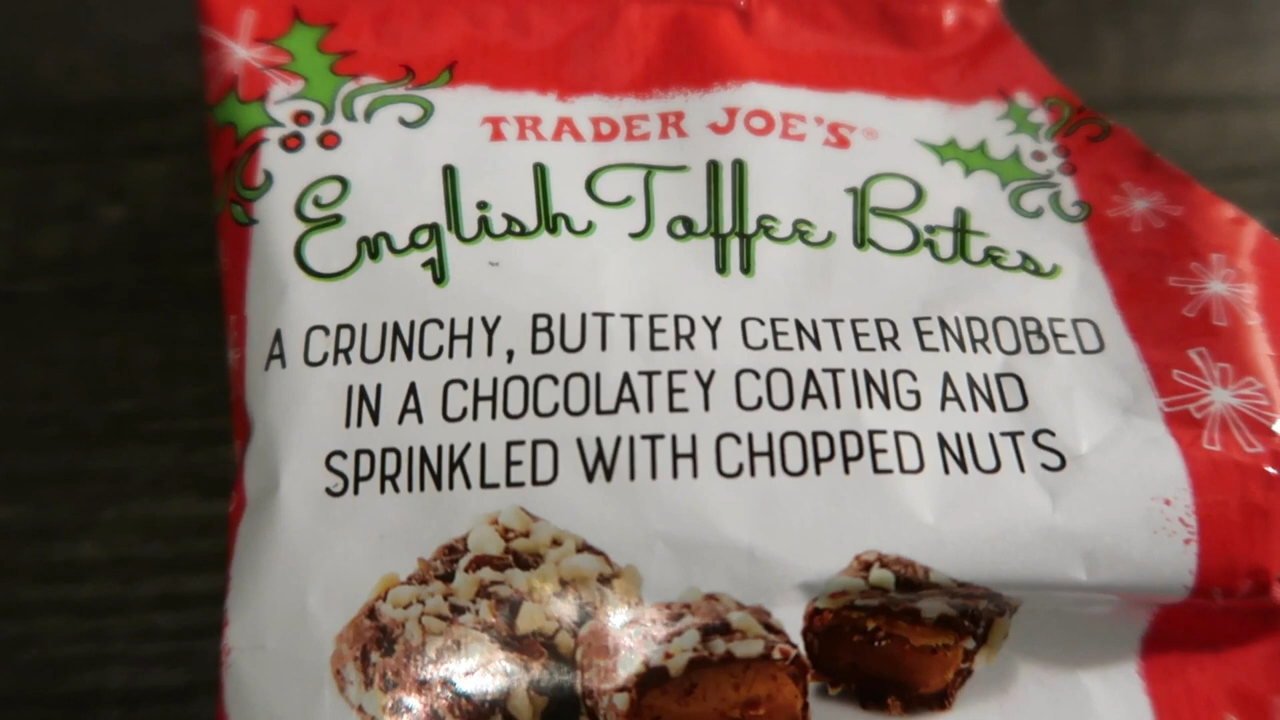 TRADER JOE'S®
English Toffee Bites
A CRUNCHY, BUTTERY CENTER ENROBED
IN A CHOCOLATEY COATING AND
SPRINKLED WITH CHOPPED NUTS